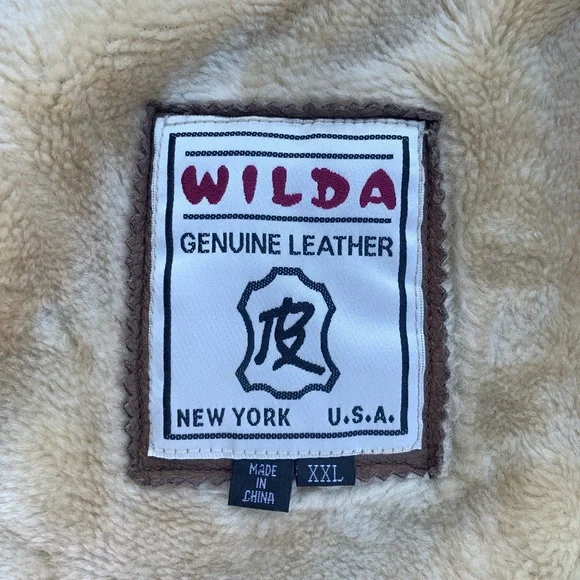 WILDA
GENUINE LEATHER
皮
NEW YORK U.S.A.
MADE
IN
CHINA
XXL